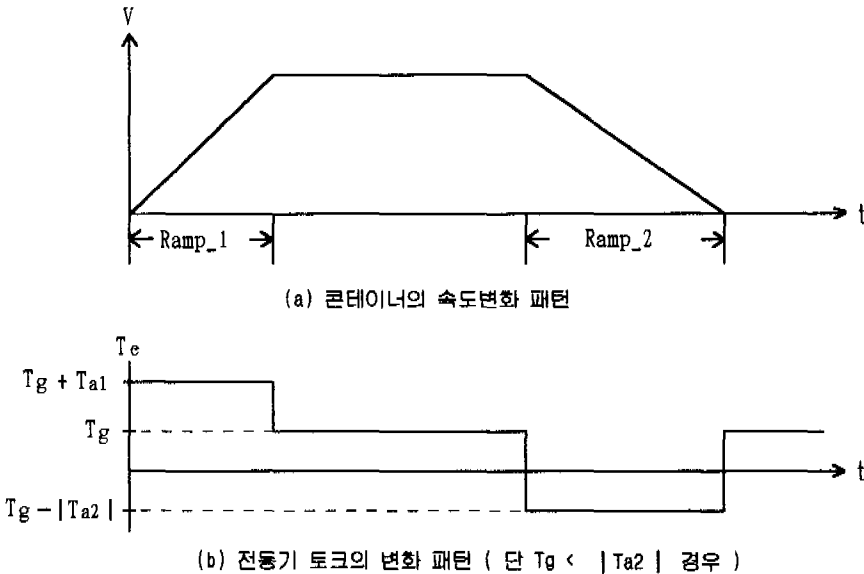 V
t
Ramp_1
Ramp_2
(a) 콘테이너의 속도변화 패턴
Te
Tg + Ta1
Tg
t
Tg - |Ta2|
(b) 전동기 토크의 변화 패턴 ( 단 Tg < |Ta2| 경우 )